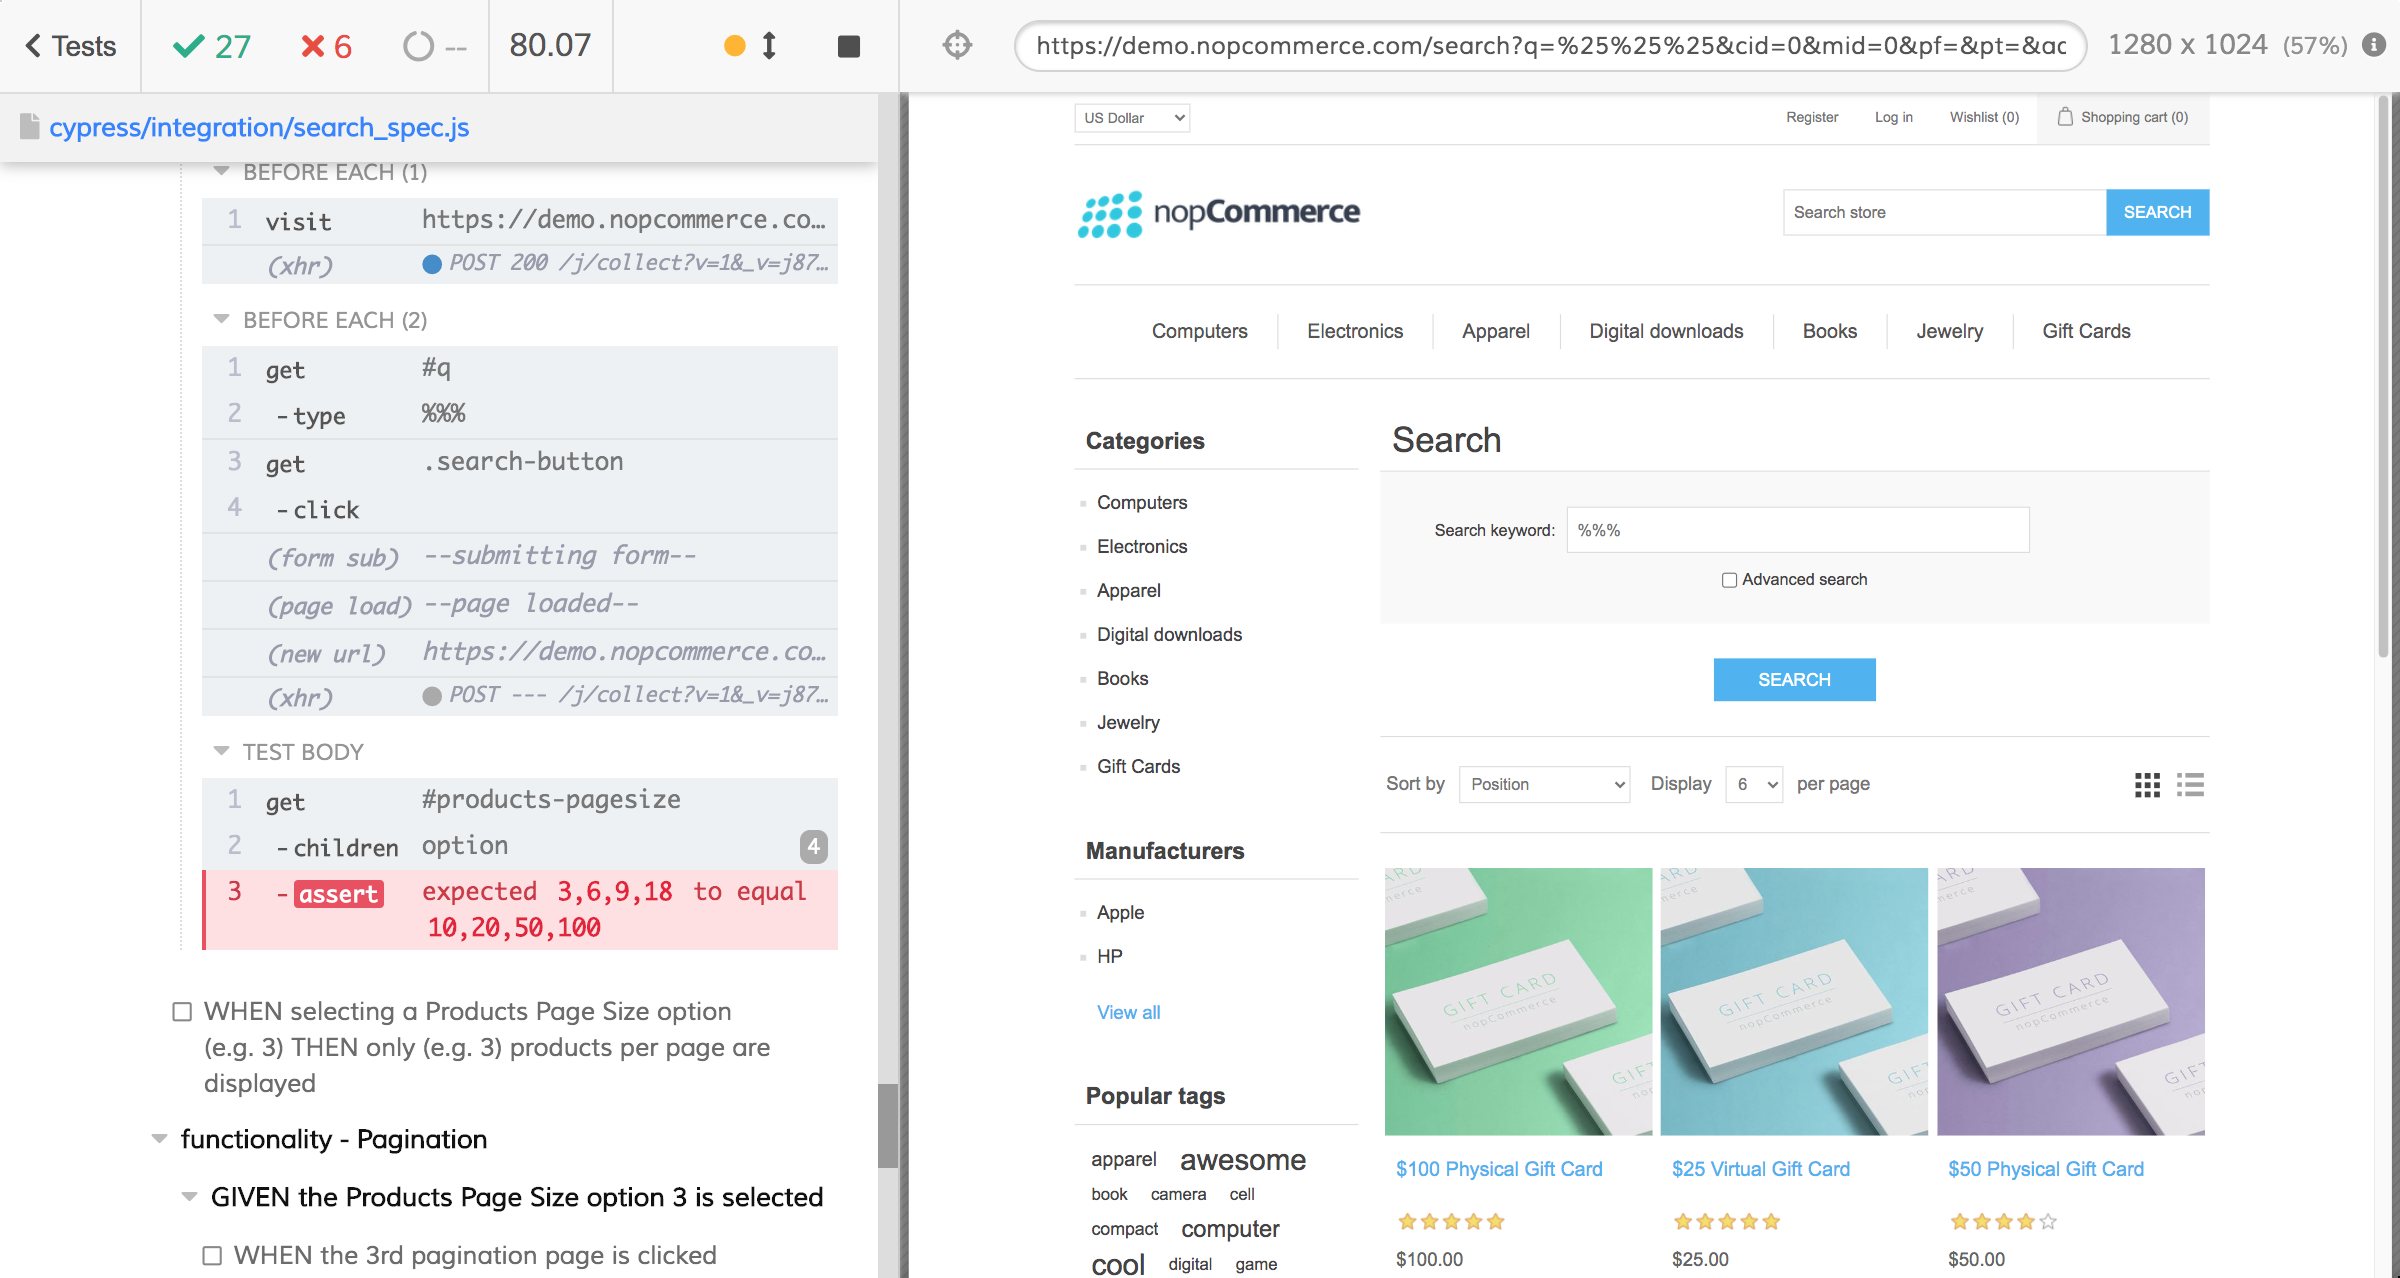 Tests
27
6
--
80.07
https://demo.nopcommerce.com/search?q=%25%25%25&cid=0&mid=0&pf=&pt=&ac
1280 x 1024 (57%)
cypress/integration/search_spec.js
BEFORE EACH (1)
1 visit https://demo.nopcommerce.co...
(xhr) POST 200 /j/collect?v=1&_v=j87...
BEFORE EACH (2)
1 get #q
2 -type %%%
3 get .search-button
4 -click
(form sub) --submitting form--
(page load) --page loaded--
(new url) https://demo.nopcommerce.co...
(xhr) POST --- /j/collect?v=1&_v=j87...
TEST BODY
1 get #products-pagesize
2 -children option 4
3 -assert expected 3,6,9,18 to equal
10,20,50,100
WHEN selecting a Products Page Size option
(e.g. 3) THEN only (e.g. 3) products per page are
displayed
functionality - Pagination
GIVEN the Products Page Size option 3 is selected
WHEN the 3rd pagination page is clicked
US Dollar
Register
Log in
Wishlist (0)
Shopping cart (0)
nopCommerce
Search store
SEARCH
Computers
Electronics
Apparel
Digital downloads
Books
Jewelry
Gift Cards
Categories
Computers
Electronics
Apparel
Digital downloads
Books
Jewelry
Gift Cards
Manufacturers
Apple
HP
View all
Popular tags
apparel awesome
book camera cell
compact computer
cool digital game
Search
Search keyword: %%%
Advanced search
SEARCH
Sort by Position Display 6 per page
GIFT CARD
nopCommerce
GIFT CARD
nopCommerce
GIFT CARD
nopCommerce
$100 Physical Gift Card
$100.00
$25 Virtual Gift Card
$25.00
$50 Physical Gift Card
$50.00